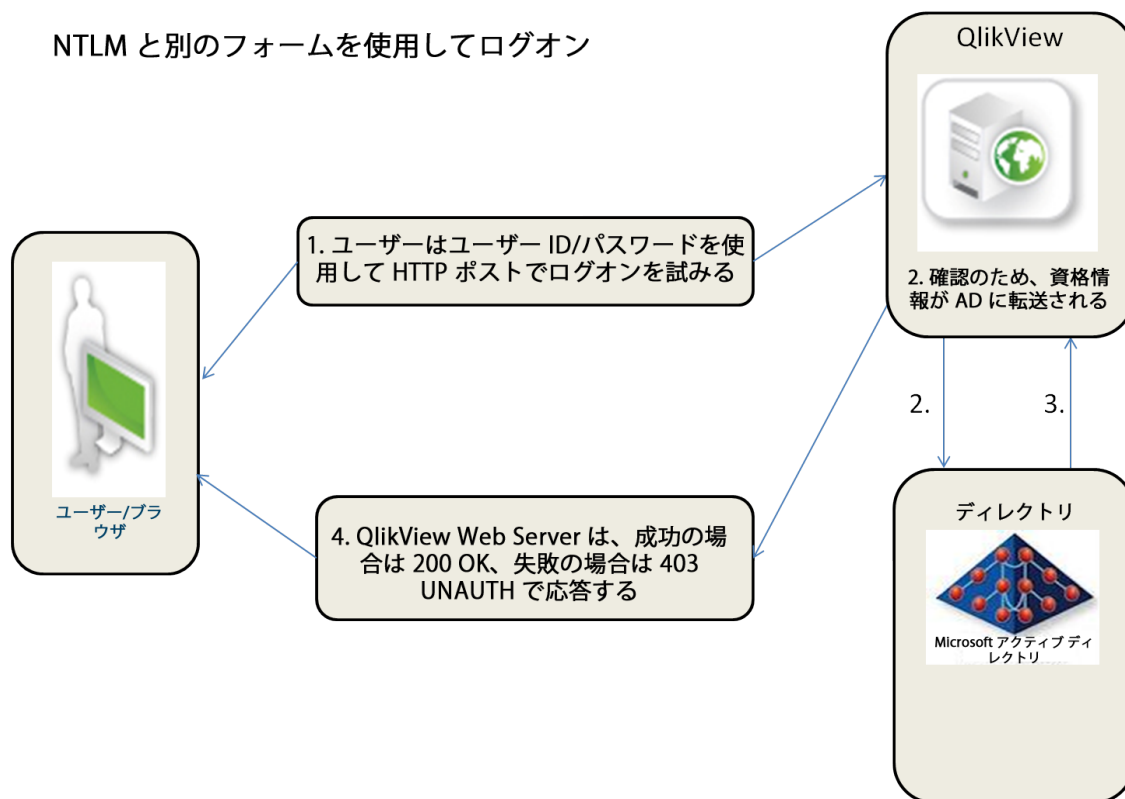 NTLM と別のフォームを使用してログオン
QlikView
1. ユーザーはユーザー ID/パスワードを使
用して HTTP ポストでログオンを試みる
2. 確認のため、資格情
報が AD に転送される
2.
3.
ユーザー/ブラ
ウザ
4. QlikView Web Server は、成功の場
合は 200 OK、失敗の場合は 403
UNAUTH で応答する
ディレクトリ
Microsoft アクティブ ディ
レクトリ